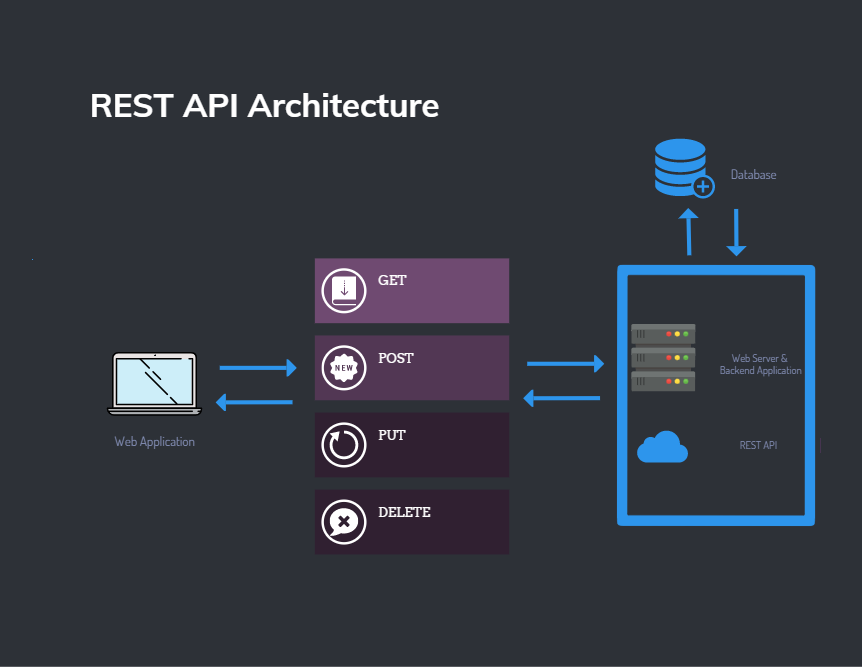 REST API Architecture
Database
GET
POST
NEW
PUT
DELETE
Web Application
Web Server &
Backend Application
REST API